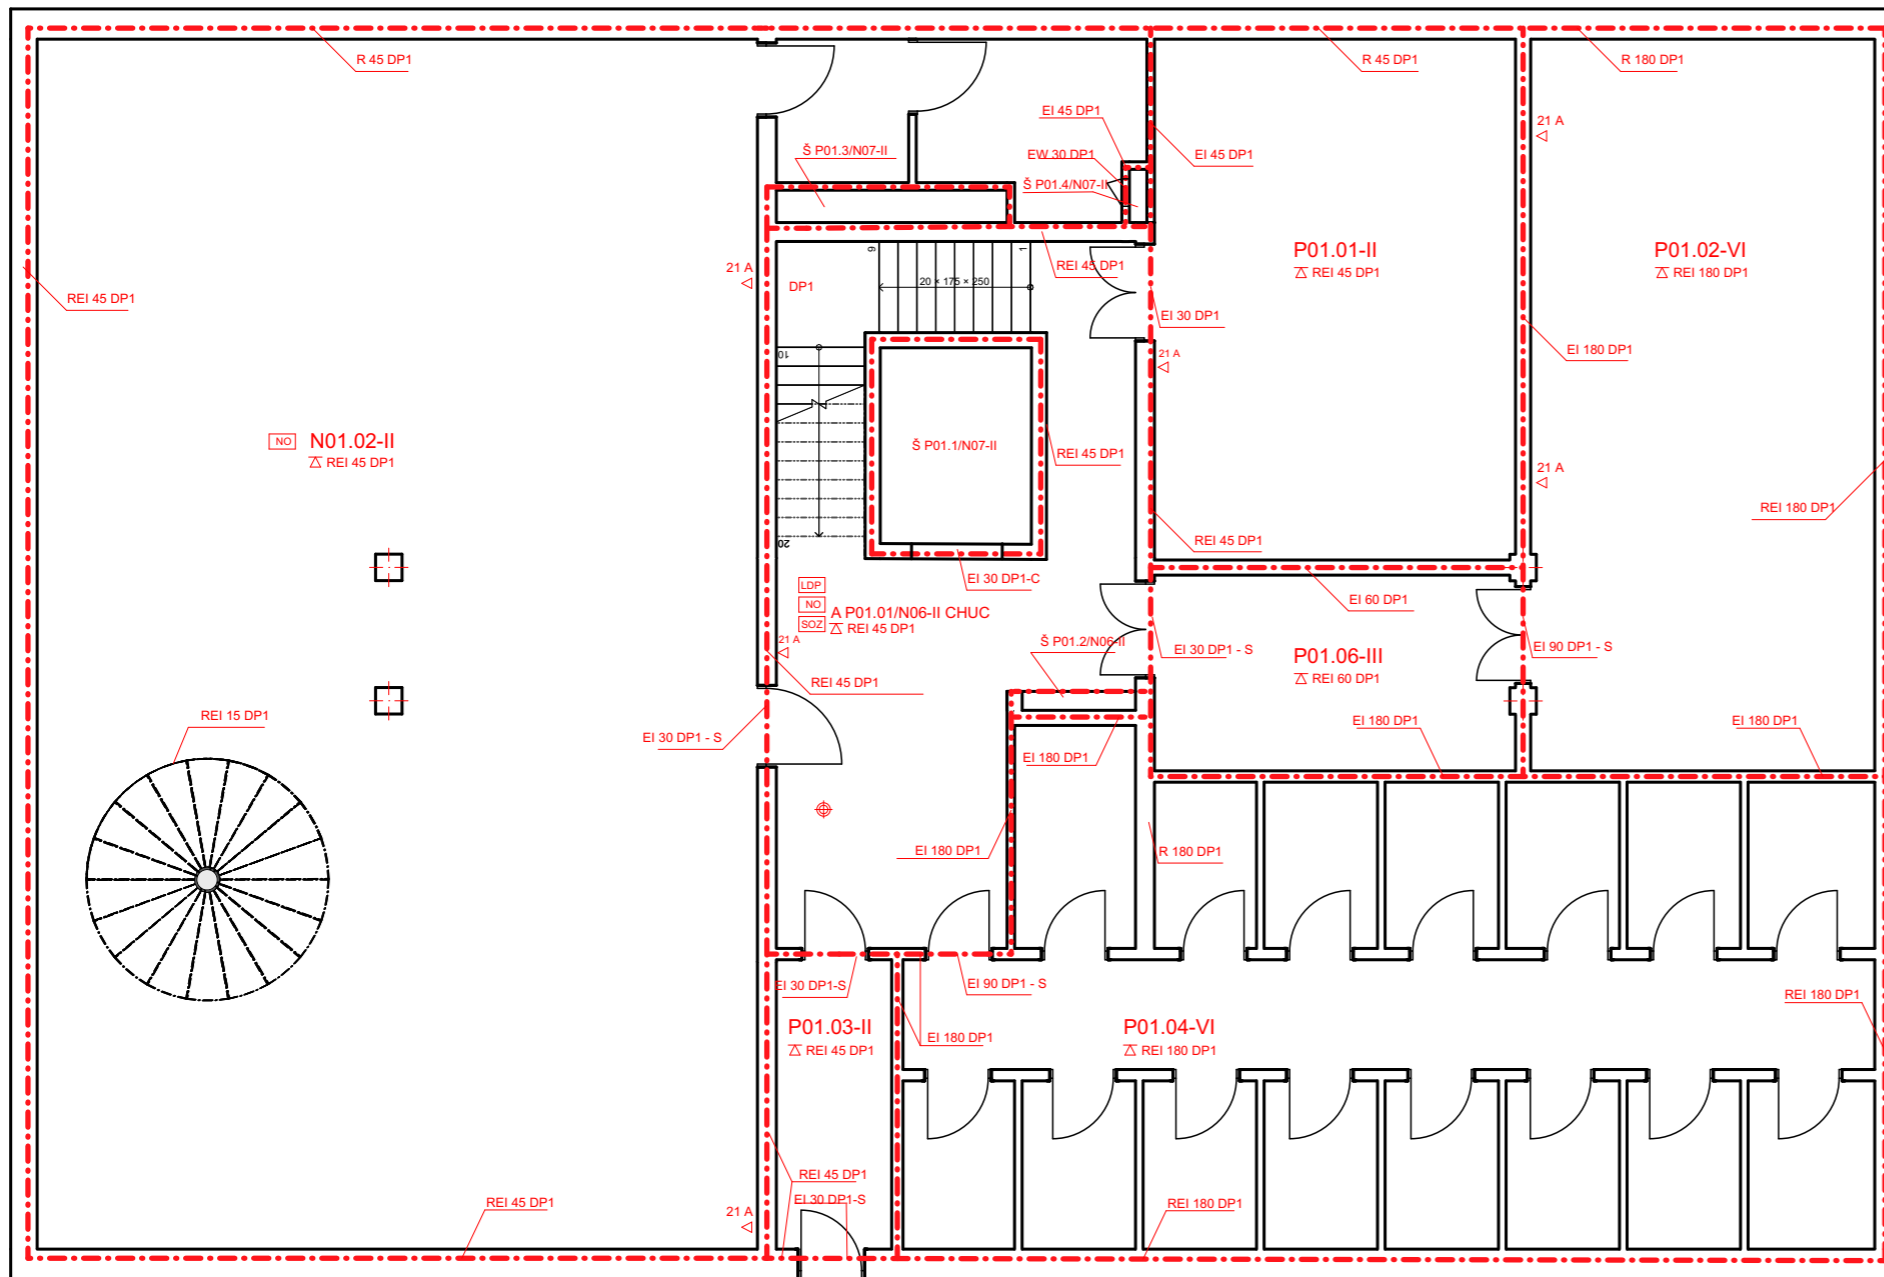 R 45 DP1
R 45 DP1
R 180 DP1
EI 45 DP1
21 A
Š P01.3/N07-II
EW 30 DP1
EI 45 DP1
Š P01.4/N07-II
9
1
P01.01-II
REI 45 DP1
P01.02-VI
REI 180 DP1
21 A
REI 45 DP1
DP1
20 × 175 × 250
REI 45 DP1
EI 30 DP1
10
21 A
EI 180 DP1
NO
N01.02-II
REI 45 DP1
Š P01.1/N07-II
REI 45 DP1
21 A
REI 180 DP1
REI 45 DP1
20
EI 30 DP1-C
LDP
NO
SOZ
A P01.01/N06-II CHUC
REI 45 DP1
EI 60 DP1
21 A
Š P01.2/N06-II
EI 30 DP1 - S
P01.06-III
REI 60 DP1
EI 90 DP1 - S
REI 45 DP1
REI 15 DP1
EI 30 DP1 - S
EI 180 DP1
EI 180 DP1
EI 180 DP1
EI 180 DP1
R 180 DP1
EI 30 DP1-S
EI 90 DP1 - S
REI 180 DP1
P01.03-II
REI 45 DP1
EI 180 DP1
P01.04-VI
REI 180 DP1
REI 45 DP1
EI 30 DP1-S
REI 45 DP1
21 A
REI 180 DP1